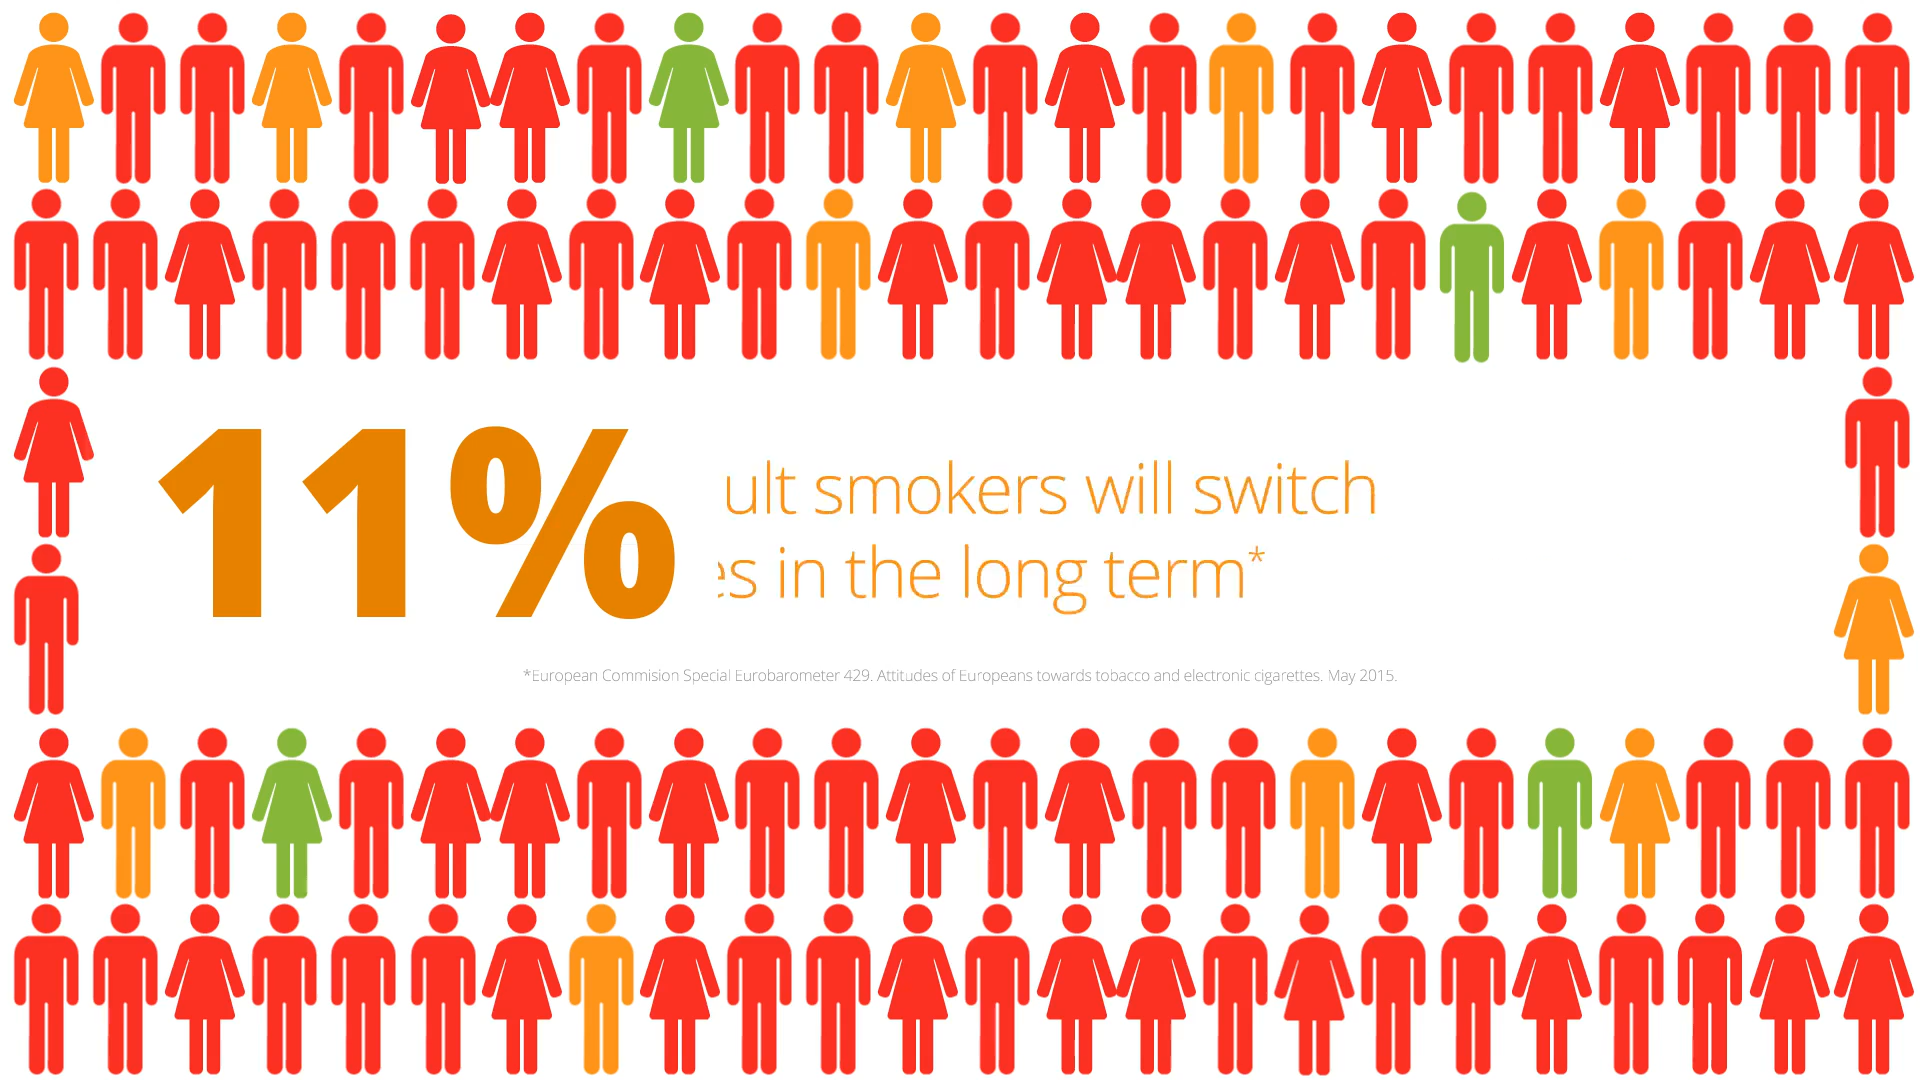 11%
ult smokers will switch
es in the long term*
*European Commision Special Eurobarometer 429. Attitudes of Europeans towards tobacco and electronic cigarettes. May 2015.